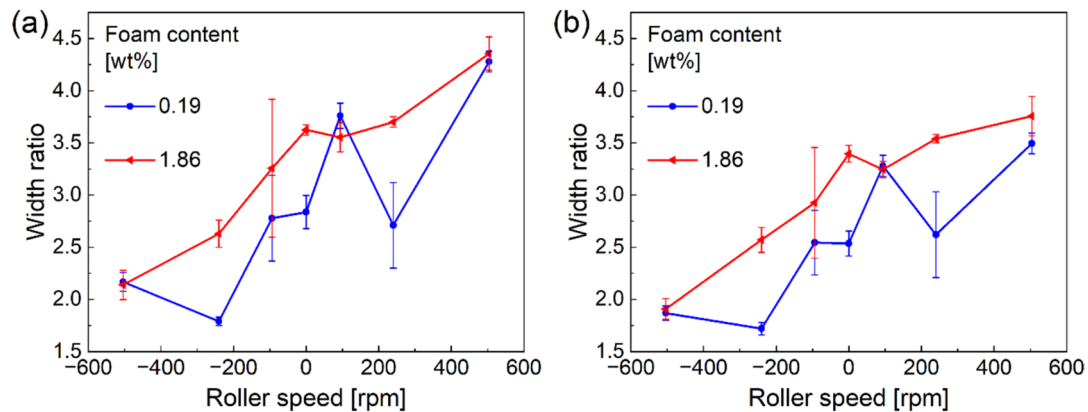 (a)
Foam content
[wt%]
0.19
1.86
Width ratio
4.5
4.0
3.5
3.0
2.5
2.0
1.5
−600 −400 −200 0 200 400 600
Roller speed [rpm]
(b)
Foam content
[wt%]
0.19
1.86
Width ratio
4.5
4.0
3.5
3.0
2.5
2.0
1.5
−600 −400 −200 0 200 400 600
Roller speed [rpm]